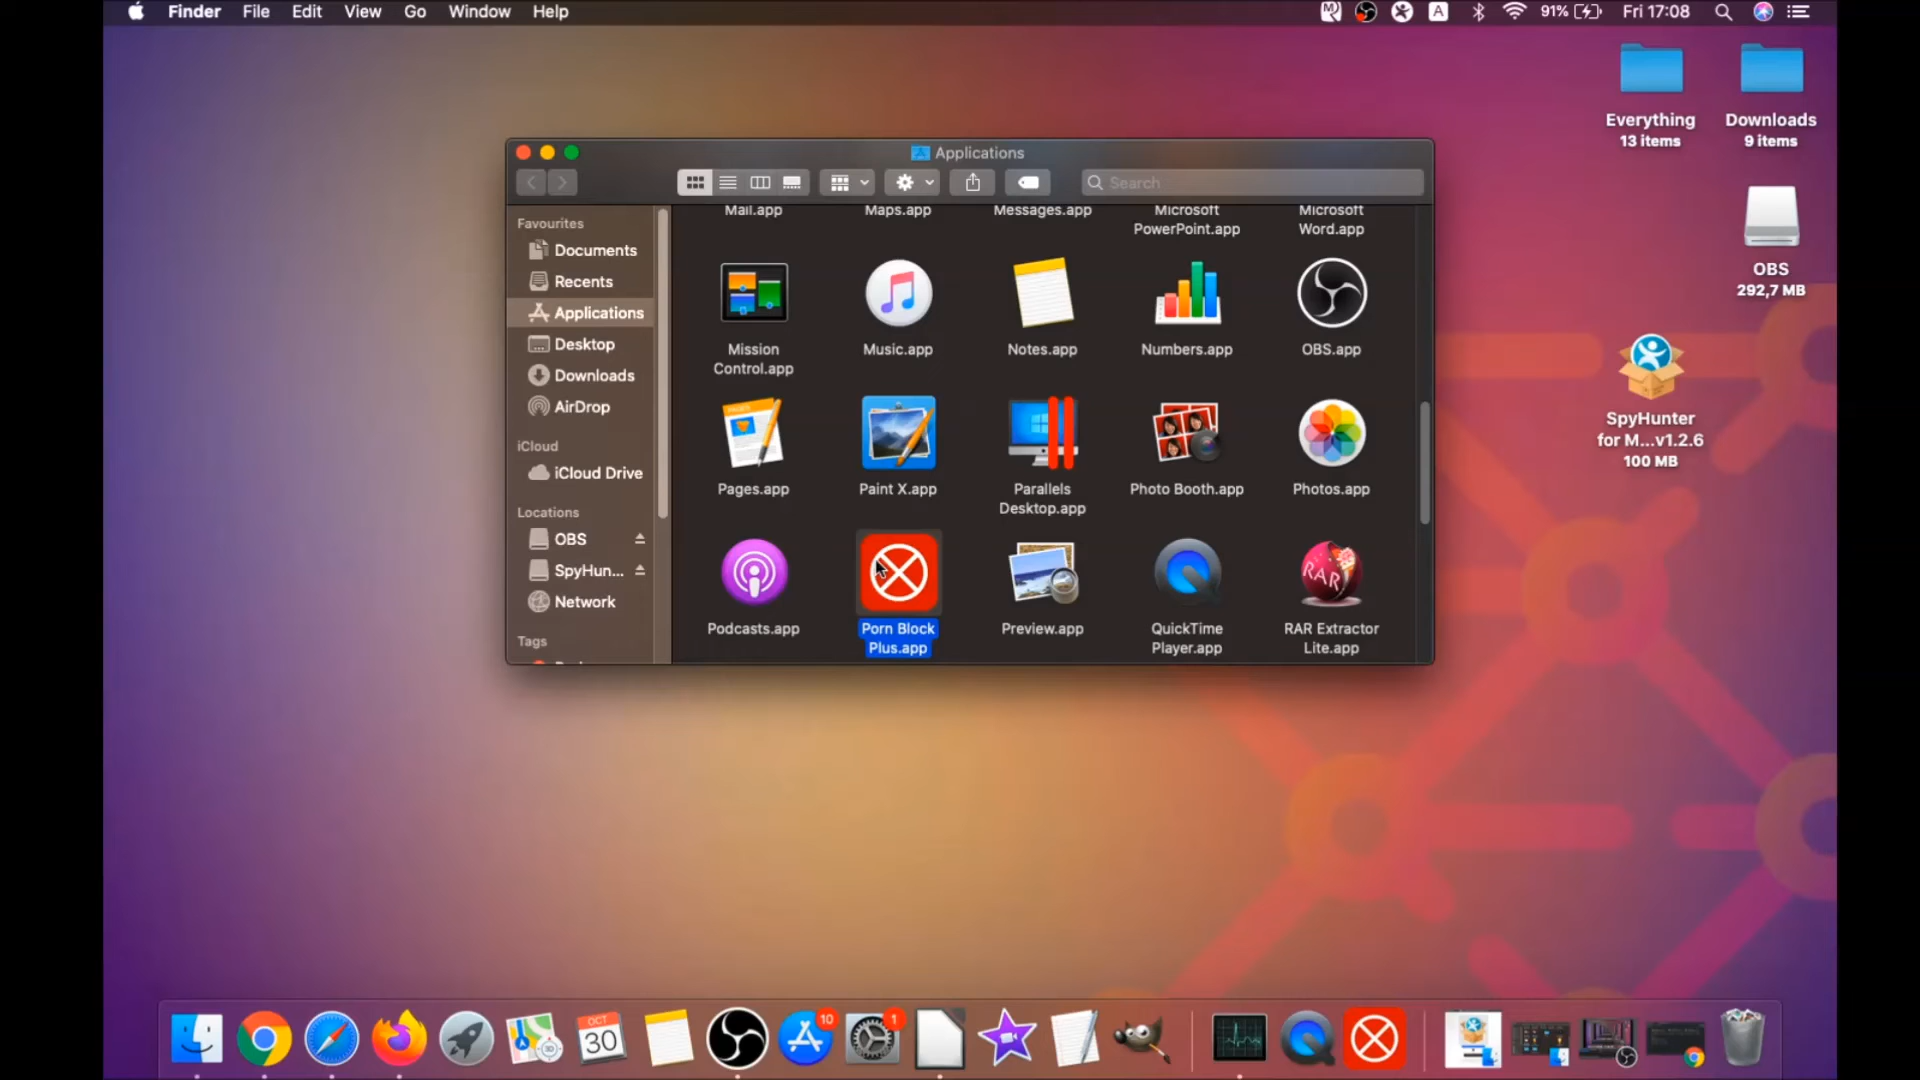 Finder File Edit View Go Window Help
A 91% Fri 17:08
Everything
13 items
Downloads
9 items
OBS
292,7 MB
SpyHunter
for M...v1.2.6
100 MB
Applications
Search
Favourites
Documents
Recents
Applications
Desktop
Downloads
AirDrop
iCloud
iCloud Drive
Locations
OBS
SpyHun...
Network
Tags
Mail.app
Maps.app
Messages.app
Microsoft
PowerPoint.app
Microsoft
Word.app
Mission
Control.app
Music.app
Notes.app
Numbers.app
OBS.app
PAGES
Pages.app
Paint X.app
Parallels
Desktop.app
Photo Booth.app
Photos.app
RAR
Podcasts.app
Porn Block
Plus.app
Preview.app
QuickTime
Player.app
RAR Extractor
Lite.app
OCT
30
10
1